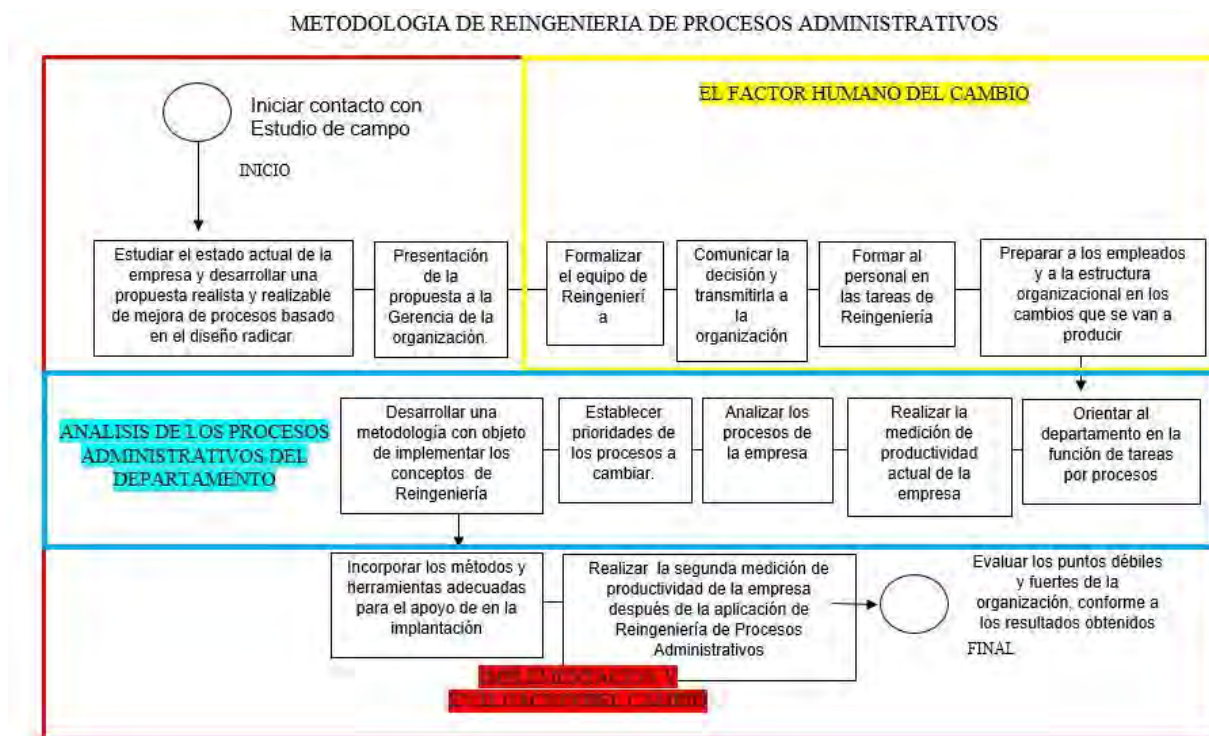 METODOLOGIA DE REINGENIERIA DE PROCESOS ADMINISTRATIVOS
EL FACTOR HUMANO DEL CAMBIO
Iniciar contacto con
Estudio de campo
INICIO
Estudiar el estado actual de la
empresa y desarrollar una
propuesta realista y realizable
de mejora de procesos basado
en el diseño radicar.
Presentación
de la
propuesta a la
Gerencia de la
organización.
Formalizar
el equipo de
Reingenierí
a
Comunicar la
decisión y
transmitirla a
la
organización
Formar al
personal en
las tareas de
Reingeniería
Preparar a los empleados
y a la estructura
organizacional en los
cambios que se van a
producir
ANALISIS DE LOS PROCESOS
ADMINISTRATIVOS DEL
DEPARTAMENTO
Desarrollar una
metodología con objeto
de implementar los
conceptos de
Reingeniería
Establecer
prioridades de
los procesos a
cambiar.
Analizar los
procesos de
la empresa
Realizar la
medición de
productividad
actual de la
empresa
Orientar al
departamento en la
función de tareas
por procesos
Incorporar los métodos y
herramientas adecuadas
para el apoyo de en la
implantación
Realizar la segunda medición de
productividad de la empresa
después de la aplicación de
Reingeniería de Procesos
Administrativos
Evaluar los puntos débiles
y fuertes de la
organización, conforme a
los resultados obtenidos
FINAL
DEL CAMBIO